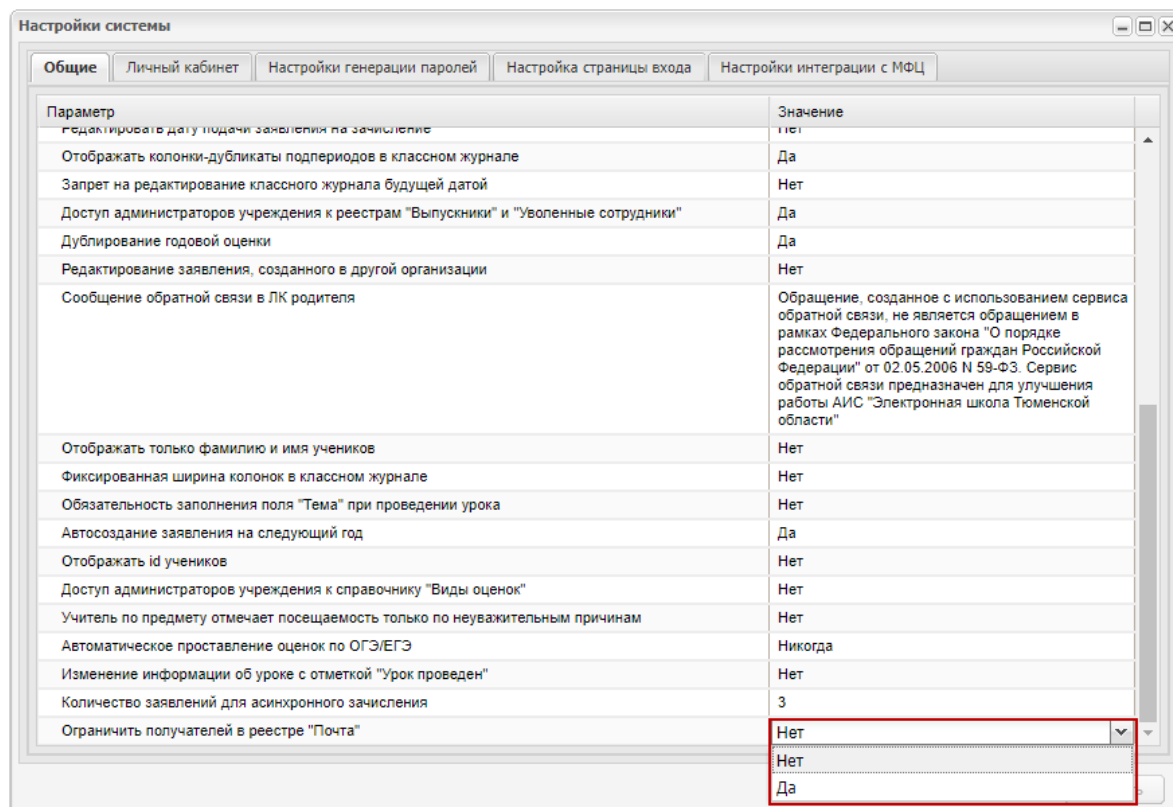 Настройки системы
Общие Личный кабинет Настройки генерации паролей Настройка страницы входа Настройки интеграции с МФЦ
Параметр Значение
Редактировать дату подачи заявления на зачисление Нет
Отображать колонки-дубликаты подпериодов в классном журнале Да
Запрет на редактирование классного журнала будущей датой Нет
Доступ администраторов учреждения к реестрам "Выпускники" и "Уволенные сотрудники" Да
Дублирование годовой оценки Да
Редактирование заявления, созданного в другой организации Нет
Сообщение обратной связи в ЛК родителя Обращение, созданное с использованием сервиса
обратной связи, не является обращением в
рамках Федерального закона "О порядке
рассмотрения обращений граждан Российской
Федерации" от 02.05.2006 N 59-ФЗ. Сервис
обратной связи предназначен для улучшения
работы АИС "Электронная школа Тюменской
области"
Отображать только фамилию и имя учеников Нет
Фиксированная ширина колонок в классном журнале Нет
Обязательность заполнения поля "Тема" при проведении урока Нет
Автосоздание заявления на следующий год Да
Отображать id учеников Нет
Доступ администраторов учреждения к справочнику "Виды оценок" Нет
Учитель по предмету отмечает посещаемость только по неуважительным причинам Нет
Автоматическое проставление оценок по ОГЭ/ЕГЭ Никогда
Изменение информации об уроке с отметкой "Урок проведен" Нет
Количество заявлений для асинхронного зачисления 3
Ограничить получателей в реестре "Почта" Нет
Нет
Да